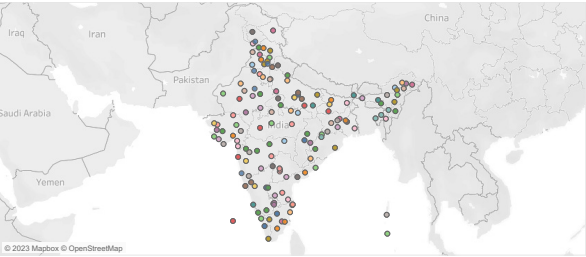 China
Iraq
Iran
Pakistan
Saudi Arabia
India
Yemen
© 2023 Mapbox © OpenStreetMap